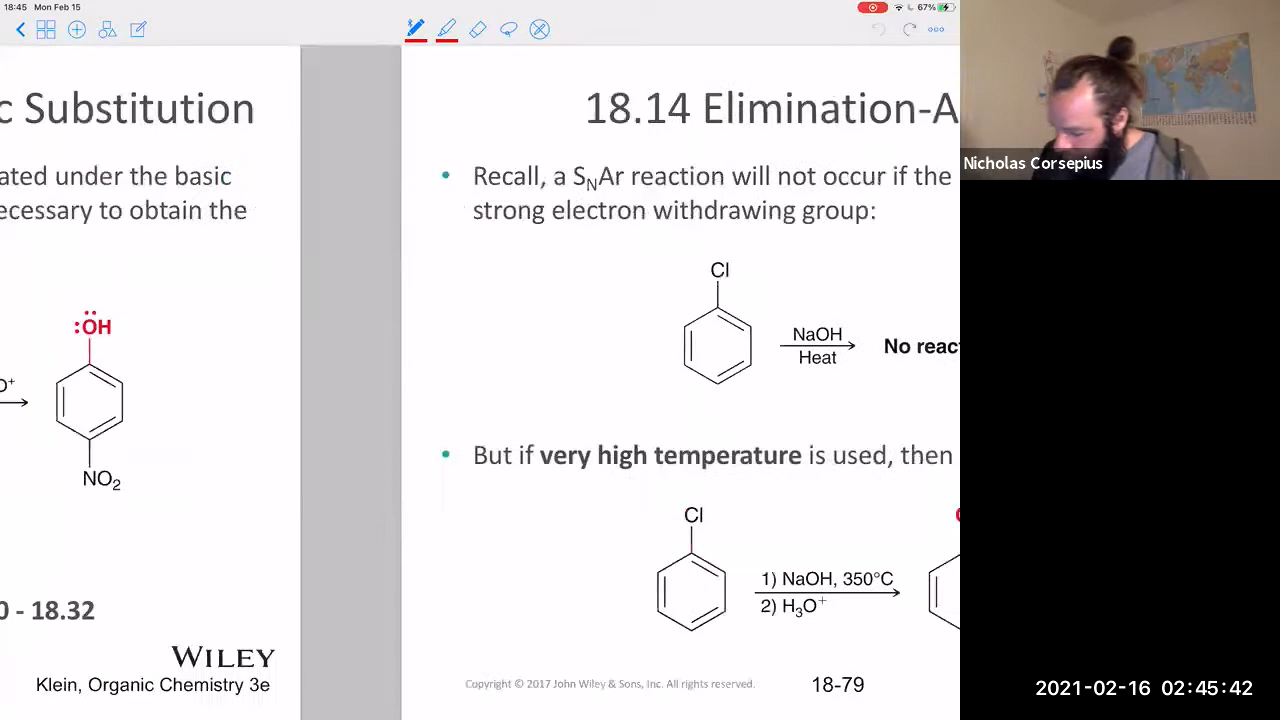 18:45 Mon Feb 15
67%
c Substitution
ated under the basic
ecessary to obtain the
:ÖH
O⁺
NO₂
0 - 18.32
WILEY
Klein, Organic Chemistry 3e
18.14 Elimination-A
• Recall, a SₙAr reaction will not occur if the
strong electron withdrawing group:
Cl
NaOH
Heat
No reac
• But if very high temperature is used, then
Cl
1) NaOH, 350°C
2) H₃O⁺
Copyright © 2017 John Wiley & Sons, Inc. All rights reserved.
18-79
Nicholas Corsepius
2021-02-16 02:45:42